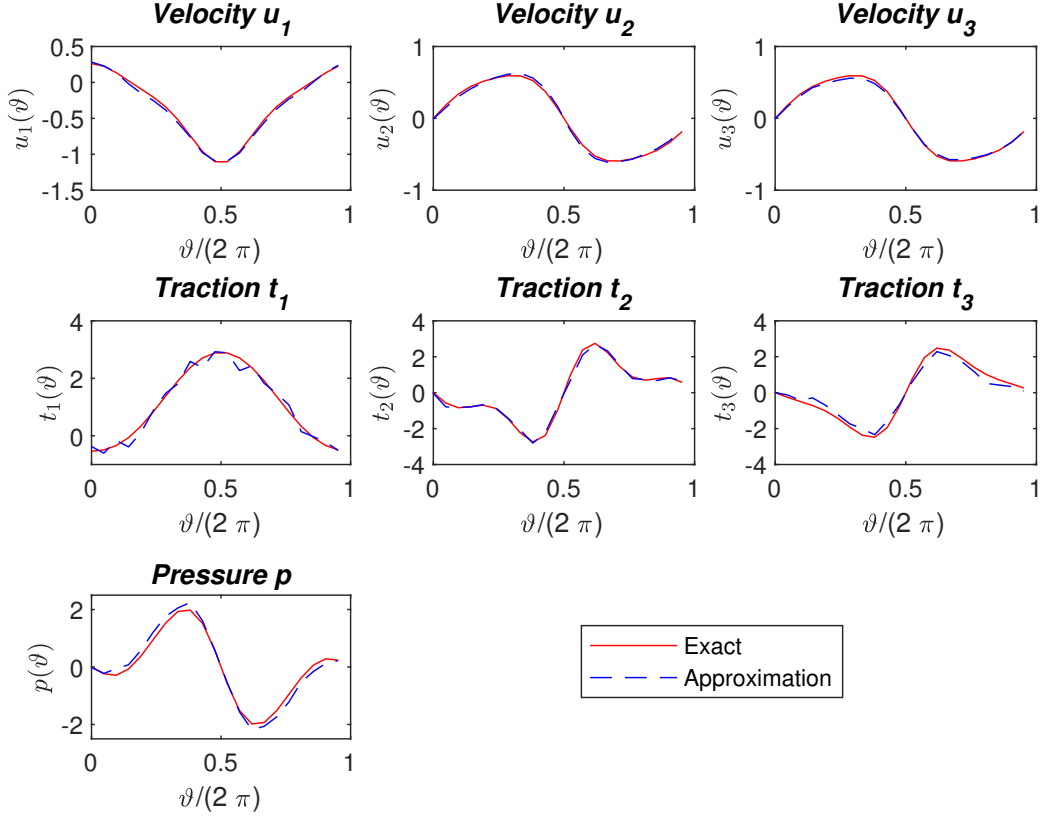 Velocity u1 Velocity u2 Velocity u3
0.5
0
-0.5
-1
-1.5
u1(ϑ)
0 0.5 1
ϑ/(2 π)
1
0
-1
u2(ϑ)
0 0.5 1
ϑ/(2 π)
1
0
-1
u3(ϑ)
0 0.5 1
ϑ/(2 π)
Traction t1 Traction t2 Traction t3
4
2
0
t1(ϑ)
0 0.5 1
ϑ/(2 π)
4
2
0
-2
-4
t2(ϑ)
0 0.5 1
ϑ/(2 π)
4
2
0
-2
-4
t3(ϑ)
0 0.5 1
ϑ/(2 π)
Pressure p
2
0
-2
p(ϑ)
0 0.5 1
ϑ/(2 π)
Exact
Approximation